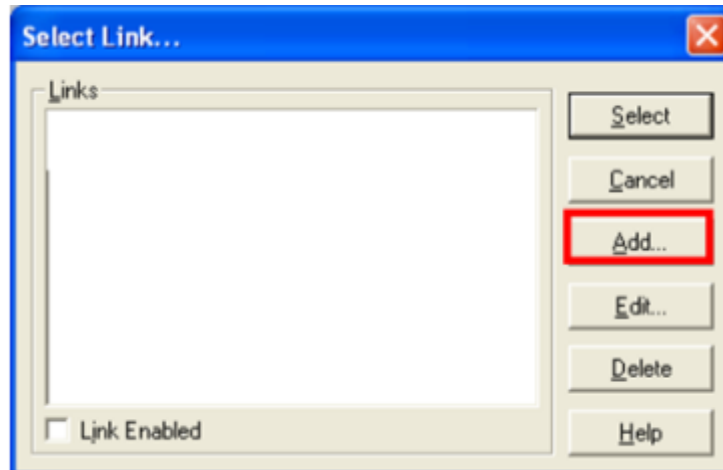 Select Link...
Links
Select
Cancel
Add...
Edit...
Delete
Link Enabled
Help